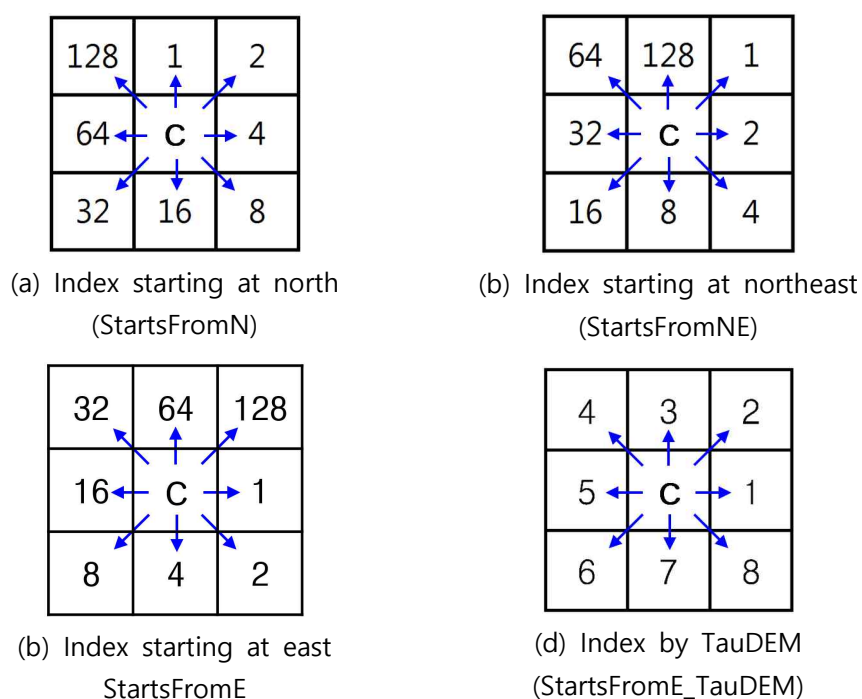 128 1 2
64 C 4
32 16 8
(a) Index starting at north
(StartsFromN)
64 128 1
32 C 2
16 8 4
(b) Index starting at northeast
(StartsFromNE)
32 64 128
16 C 1
8 4 2
(b) Index starting at east
StartsFromE
4 3 2
5 C 1
6 7 8
(d) Index by TauDEM
(StartsFromE_TauDEM)